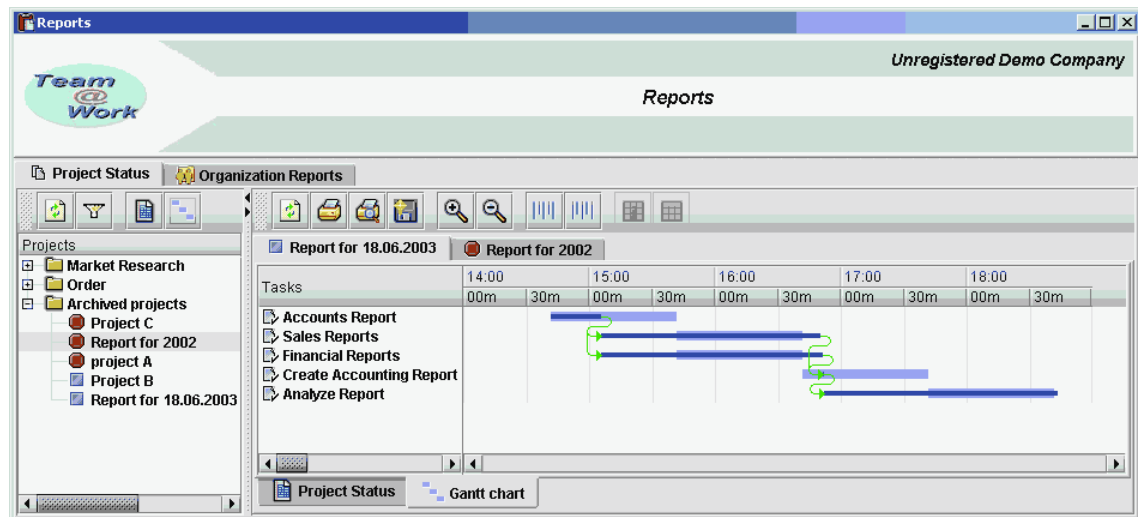 Reports
Unregistered Demo Company
Team
@
Work
Reports
Project Status
Organization Reports
Projects
Market Research
Order
Archived projects
Project C
Report for 2002
project A
Project B
Report for 18.06.2003
Report for 18.06.2003
Report for 2002
Tasks
14:00 15:00 16:00 17:00 18:00
00m 30m 00m 30m 00m 30m 00m 30m 00m 30m
Accounts Report
Sales Reports
Financial Reports
Create Accounting Report
Analyze Report
Project Status
Gantt chart